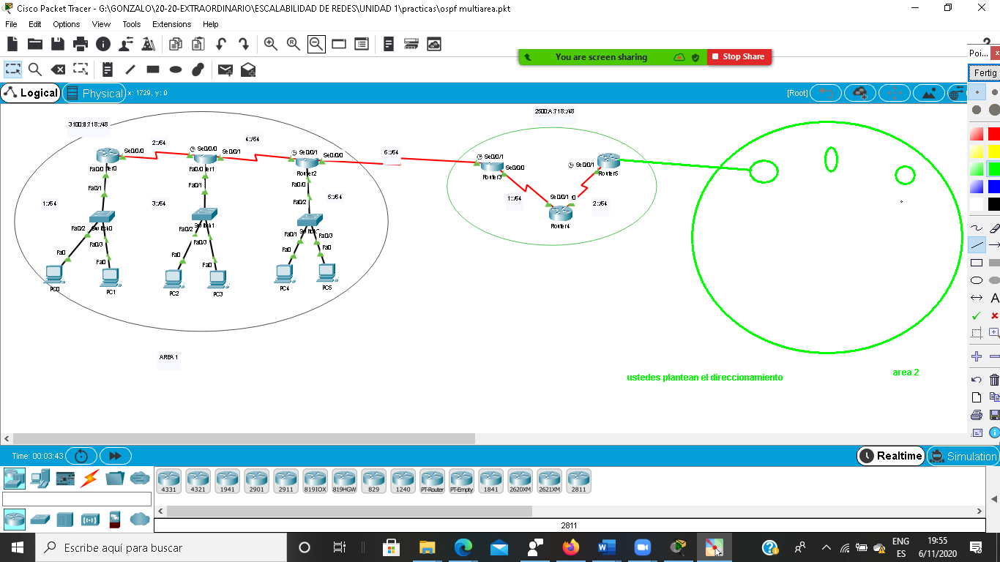 Cisco Packet Tracer - G:\GONZALO\20-20-EXTRAORDINARIO\ESCALABILIDAD DE REDES\UNIDAD 1\practicas\ospf multiarea.pkt
File Edit Options View Tools Extensions Help
You are screen sharing Stop Share
Poi...
Fertig
Logical Physical x: 1729, y: 0 [Root]
2500:A:718::/48
3100:B:718::/48
2::/64 4::/64
Se0/0/0 Se0/0/0 Se0/0/1 Se0/0/1 Se0/0/0 6::/64 Se0/0/1
Fa0/0 Fa0/0 Router2 Se0/0/0 Se0/0/1 Router5
Router3
Fa0/1 Fa0/1 Fa0/0
1::/64 3::/64 Fa0/2 5::/64 1::/64 Se0/0/1 2::/64
Router4
Fa0/2 Fa0/3 Fa0/2 Fa0/3 Fa0/1 Fa0/3
Fa0 Fa0 Fa0 Fa0 Fa0 Fa0
PC0 PC1 PC2 PC3 PC4 PC5
AREA 1
ustedes plantean el direccionamiento
area 2
A
Time: 00:03:43 Realtime Simulation
4331 4321 1941 2901 2911 819IOX 819HGW 829 1240 PT-Router PT-Empty 1841 2620XM 2621XM 2811
2811
Escribe aquí para buscar
ENG
ES
19:55
6/11/2020